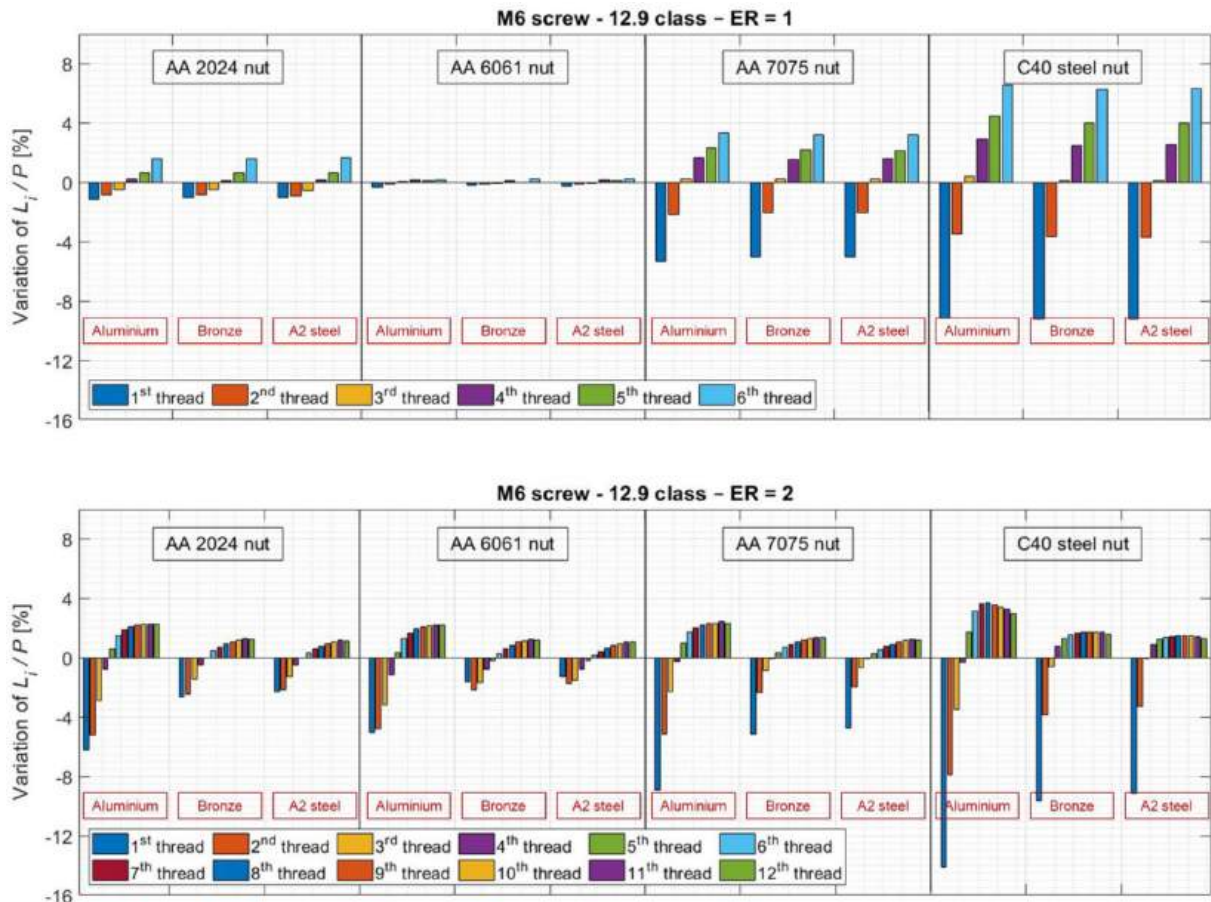 M6 screw - 12.9 class – ER = 1
Variation of L_i / P [%]
8
4
0
-4
-8
-12
-16
AA 2024 nut
AA 6061 nut
AA 7075 nut
C40 steel nut
Aluminium Bronze A2 steel Aluminium Bronze A2 steel Aluminium Bronze A2 steel Aluminium Bronze A2 steel
1st thread 2nd thread 3rd thread 4th thread 5th thread 6th thread
M6 screw - 12.9 class – ER = 2
Variation of L_i / P [%]
8
4
0
-4
-8
-12
-16
AA 2024 nut
AA 6061 nut
AA 7075 nut
C40 steel nut
Aluminium Bronze A2 steel Aluminium Bronze A2 steel Aluminium Bronze A2 steel Aluminium Bronze A2 steel
1st thread 2nd thread 3rd thread 4th thread 5th thread 6th thread
7th thread 8th thread 9th thread 10th thread 11th thread 12th thread